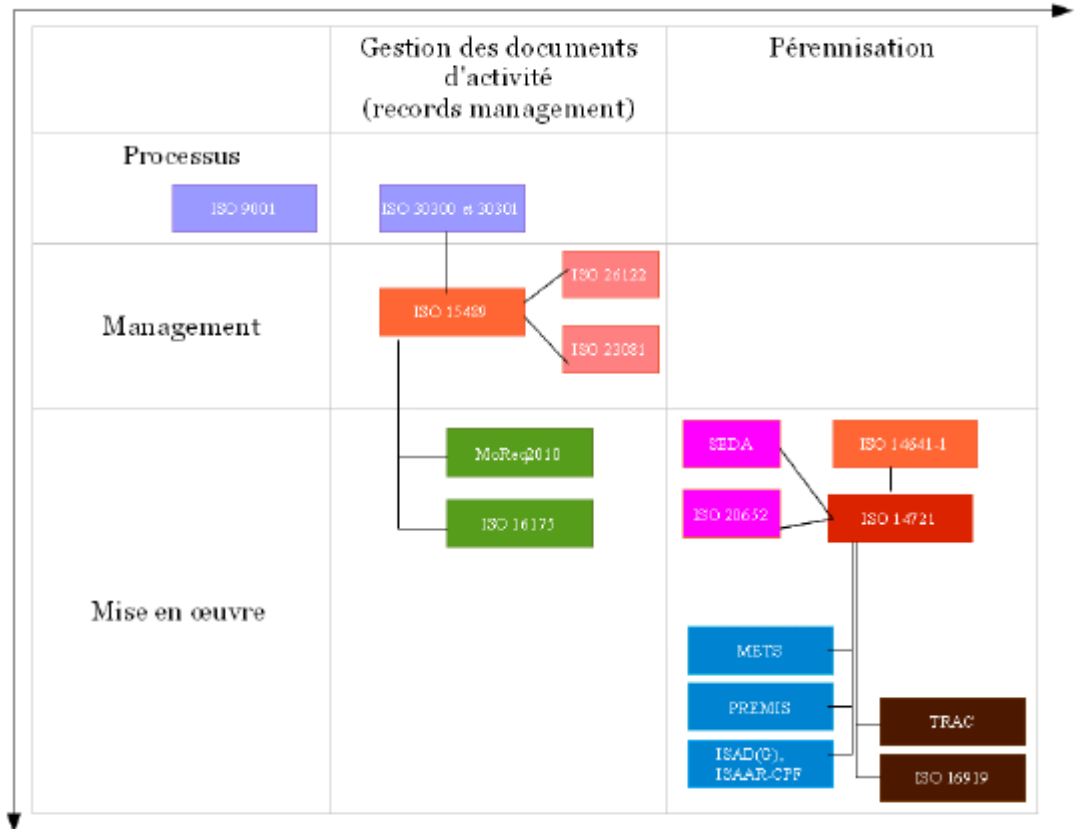 Gestion des documents
d'activité
(records management)
Pérennisation
Processus
ISO 9001
ISO 30300 et 30301
Management
ISO 15489
ISO 26122
ISO 23081
Mise en œuvre
MoReq2010
ISO 16175
SEDA
ISO 14641-1
ISO 20652
ISO 14721
METS
PREMIS
ISAD(G),
ISAAR-CPF
TRAC
ISO 16919